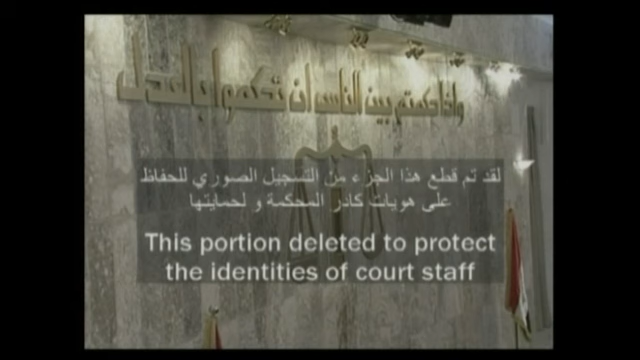 واذا حكمتم بين الناس ان تحكموا بالعدل
لقد تم قطع هذا الجزء من التسجيل الصوري للحفاظ
على هويات كادر المحكمة و لحمايتها
This portion deleted to protect
the identities of court staff